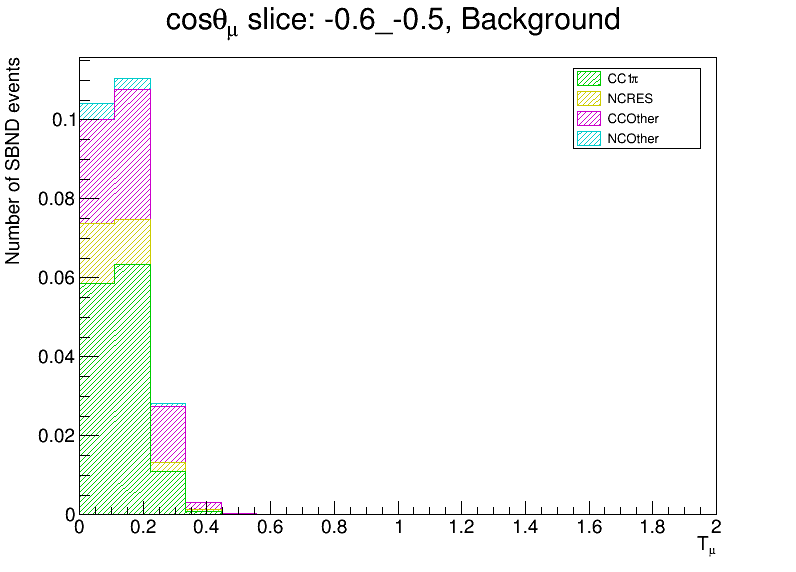 cosθμ slice: -0.6_-0.5, Background
Number of SBND events
CC1π
NCRES
CCOther
NCOther
0.1
0.08
0.06
0.04
0.02
0
0 0.2 0.4 0.6 0.8 1 1.2 1.4 1.6 1.8 2
Tμ